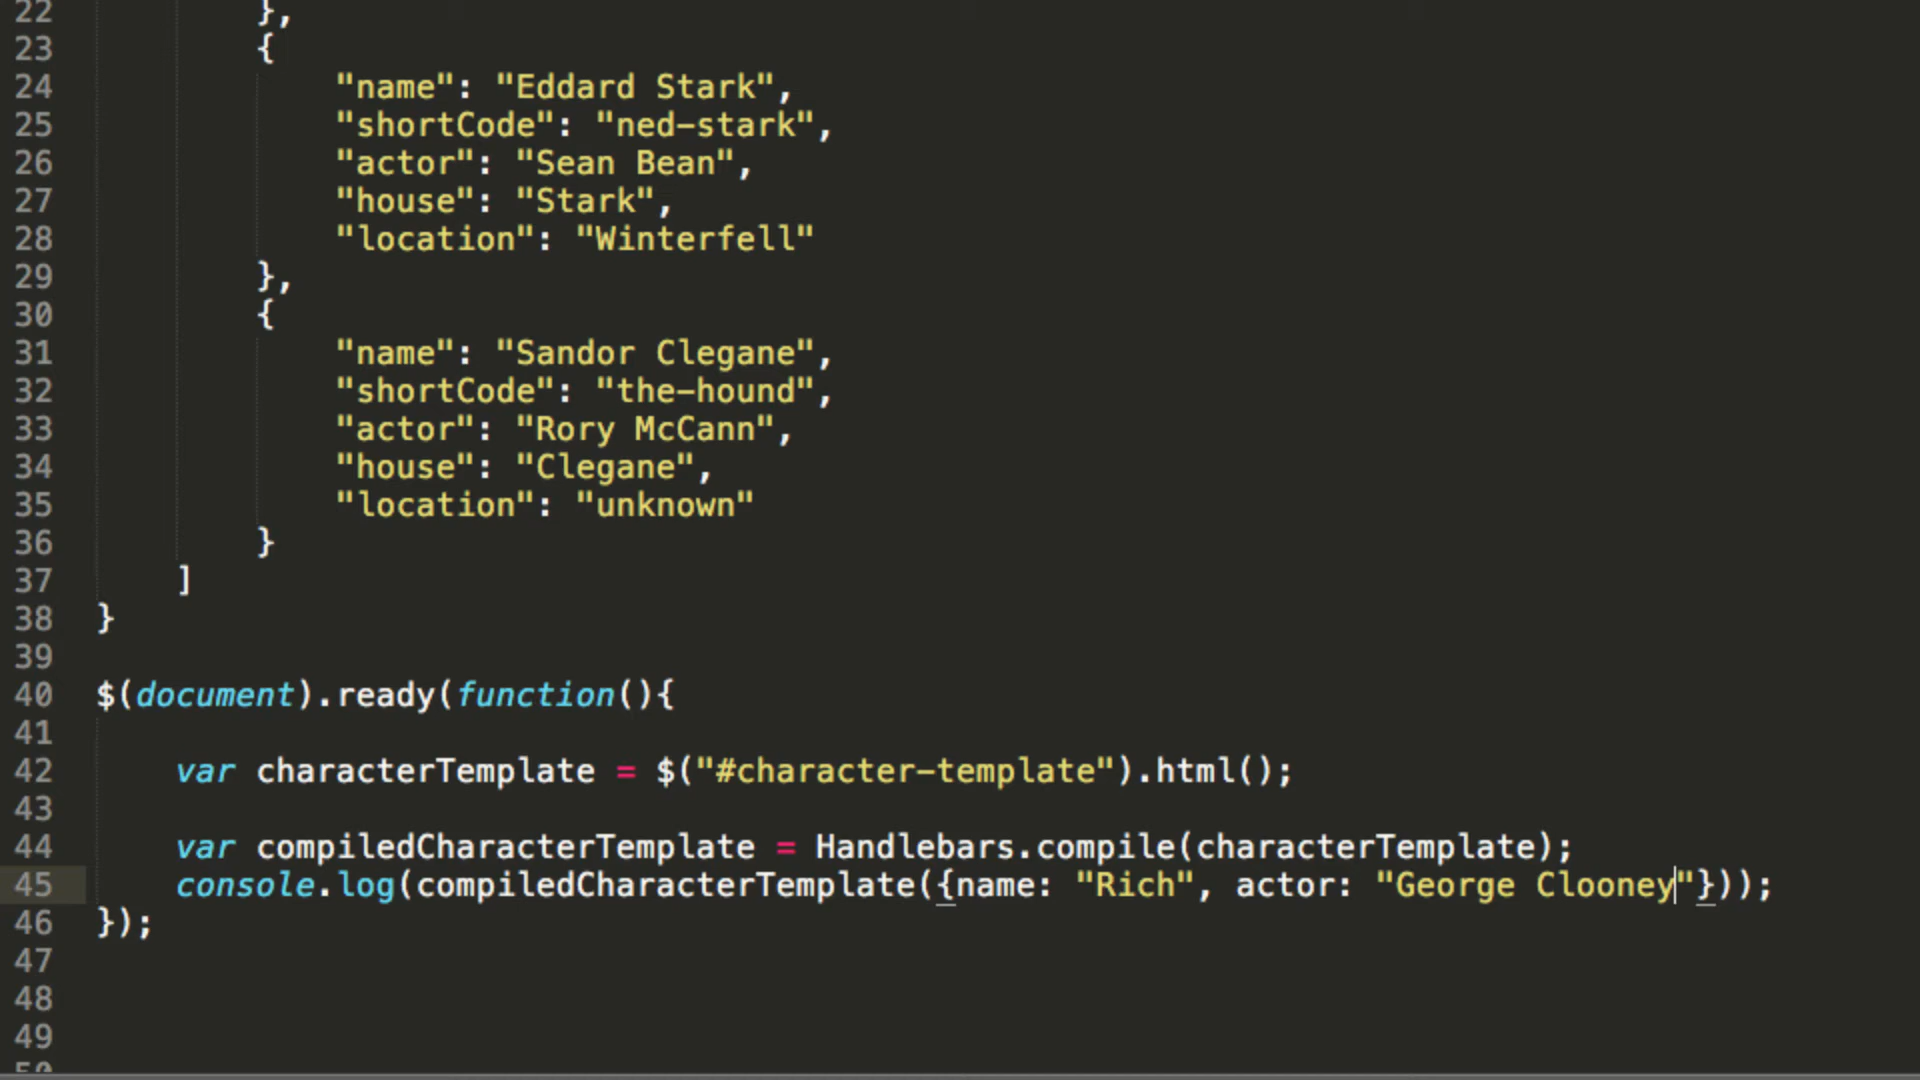 22 },
23 {
24 "name": "Eddard Stark",
25 "shortCode": "ned-stark",
26 "actor": "Sean Bean",
27 "house": "Stark",
28 "location": "Winterfell"
29 },
30 {
31 "name": "Sandor Clegane",
32 "shortCode": "the-hound",
33 "actor": "Rory McCann",
34 "house": "Clegane",
35 "location": "unknown"
36 }
37 ]
38 }
39
40 $(document).ready(function(){
41
42 var characterTemplate = $("#character-template").html();
43
44 var compiledCharacterTemplate = Handlebars.compile(characterTemplate);
45 console.log(compiledCharacterTemplate({name: "Rich", actor: "George Clooney"}));
46 });
47
48
49
50